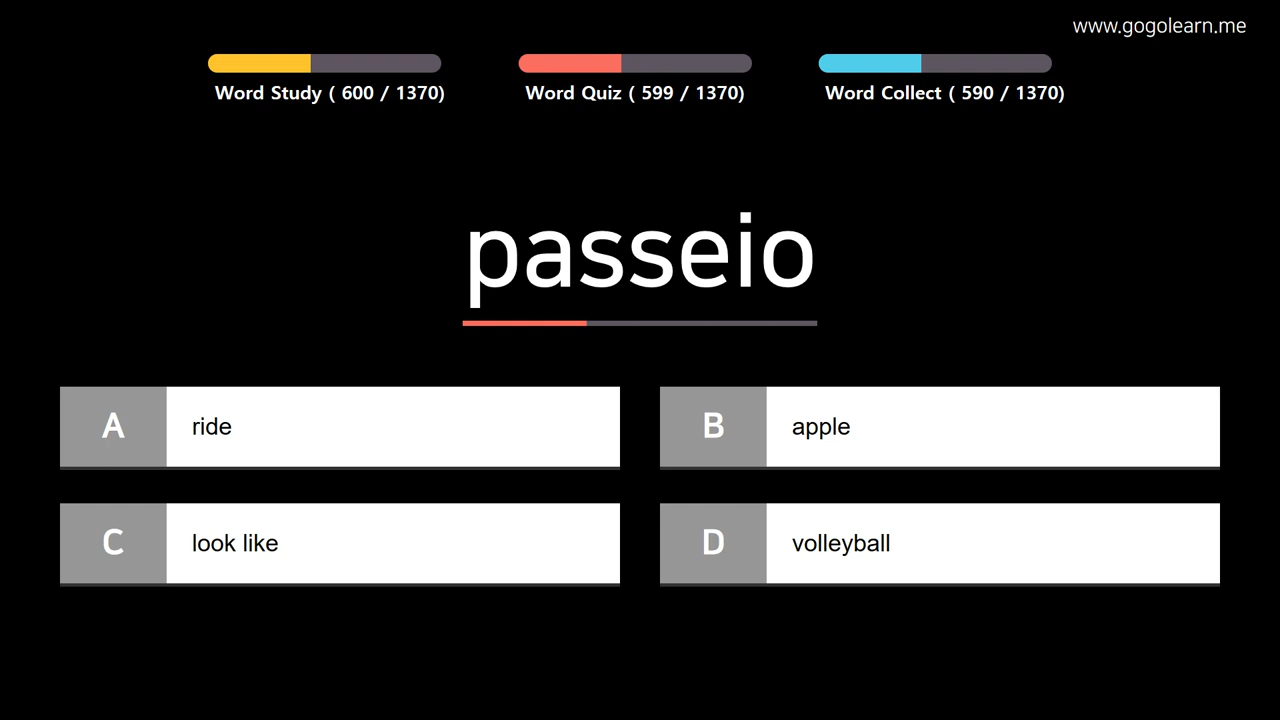 www.gogolearn.me
Word Study ( 600 / 1370)
Word Quiz ( 599 / 1370)
Word Collect ( 590 / 1370)
passeio
A ride
B apple
C look like
D volleyball